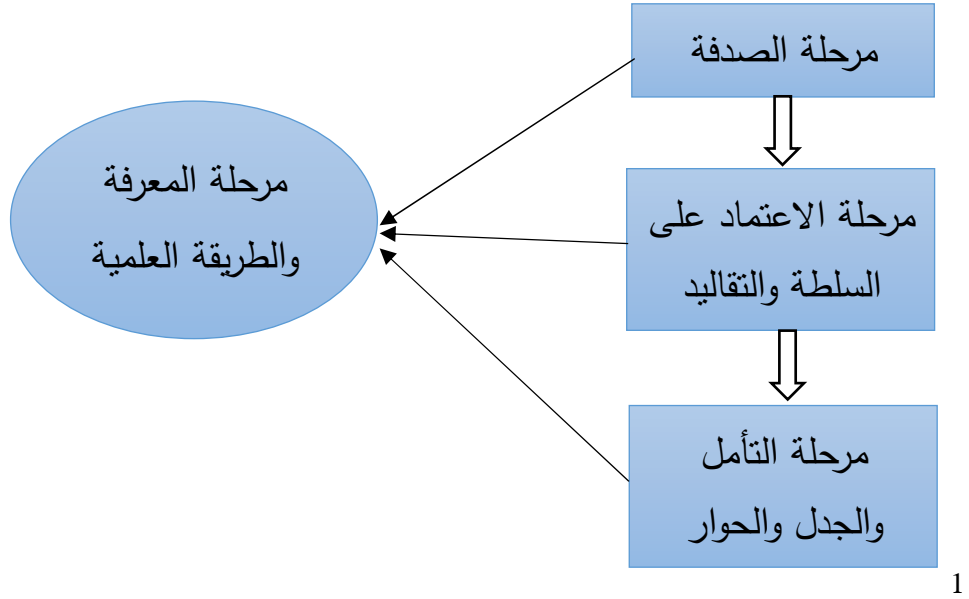 مرحلة الصدفة
مرحلة الاعتماد على
السلطة والتقاليد
مرحلة التأمل
والجدل والحوار
مرحلة المعرفة
والطريقة العلمية
1